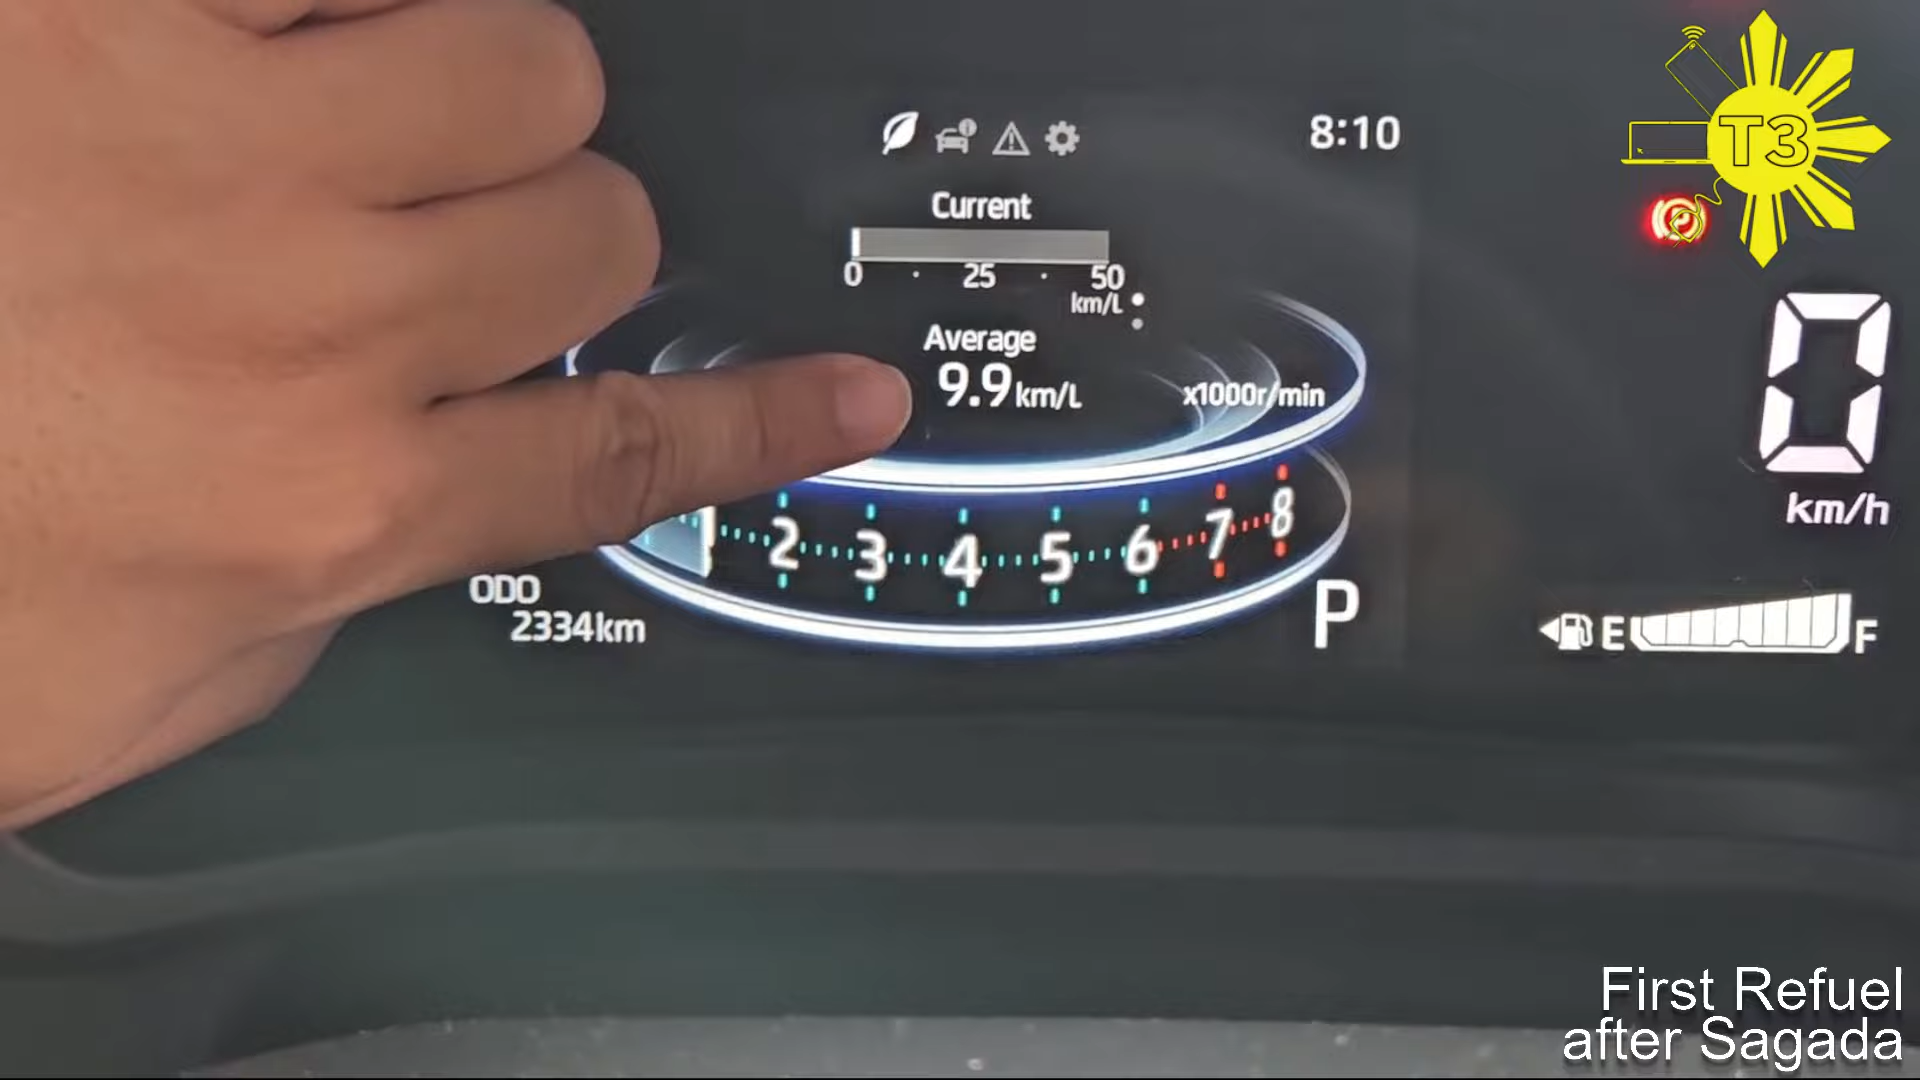 8:10
T3
Current
0 25 50
km/L
Average
9.9 km/L
x1000r/min
0
km/h
1 2 3 4 5 6 7 8
ODO
2334km
P
E F
First Refuel
after Sagada